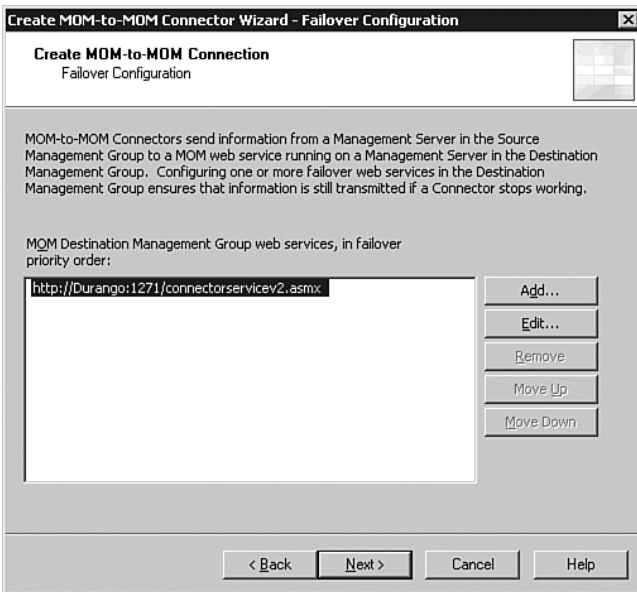 Create MOM-to-MOM Connector Wizard - Failover Configuration
Create MOM-to-MOM Connection
Failover Configuration
MOM-to-MOM Connectors send information from a Management Server in the Source
Management Group to a MOM web service running on a Management Server in the Destination
Management Group. Configuring one or more failover web services in the Destination
Management Group ensures that information is still transmitted if a Connector stops working.
MOM Destination Management Group web services, in failover
priority order:
http://Durango:1271/connectorservicev2.asmx
Add...
Edit...
Remove
Move Up
Move Down
< Back
Next >
Cancel
Help